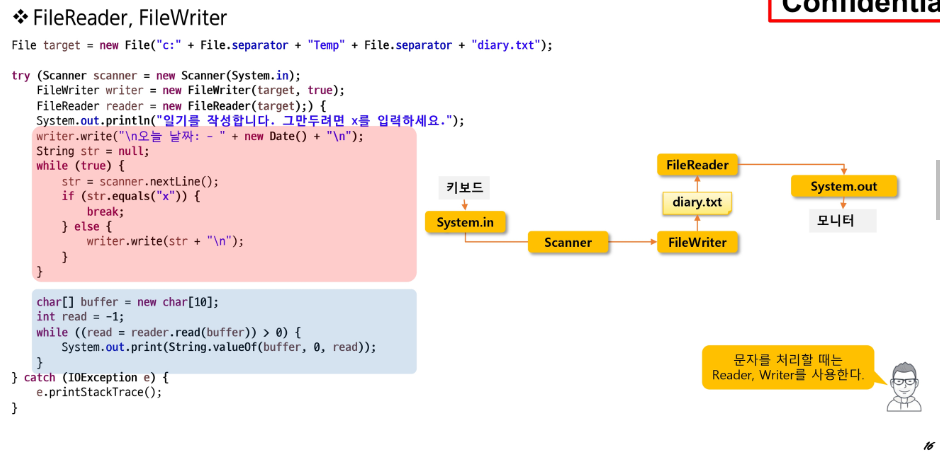 ❖ FileReader, FileWriter
Confidentia
File target = new File("c:" + File.separator + "Temp" + File.separator + "diary.txt");
try (Scanner scanner = new Scanner(System.in);
FileWriter writer = new FileWriter(target, true);
FileReader reader = new FileReader(target);) {
System.out.println("일기를 작성합니다. 그만두려면 x를 입력하세요.");
writer.write("\n오늘 날짜: - " + new Date() + "\n");
String str = null;
while (true) {
str = scanner.nextLine();
if (str.equals("x")) {
break;
} else {
writer.write(str + "\n");
}
}
char[] buffer = new char[10];
int read = -1;
while ((read = reader.read(buffer)) > 0) {
System.out.print(String.valueOf(buffer, 0, read));
}
} catch (IOException e) {
e.printStackTrace();
}
키보드
System.in
Scanner
FileWriter
diary.txt
FileReader
System.out
모니터
문자를 처리할 때는
Reader, Writer를 사용한다.
16